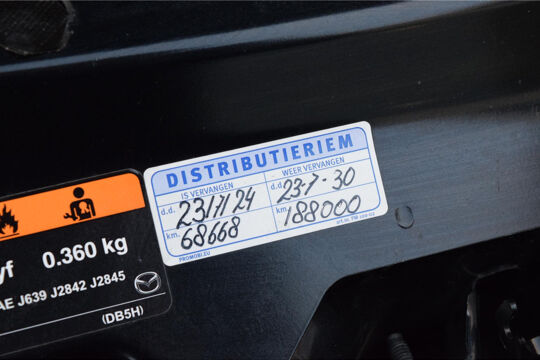 DISTRIBUTIERIEM
IS VERVANGEN
WEER VERVANGEN
d.d. 23/7/24
d.d. 23-7-30
km. 68668
km. 188000
PROMOBI.EU
yf 0.360 kg
AE J639 J2842 J2845
(DB5H)